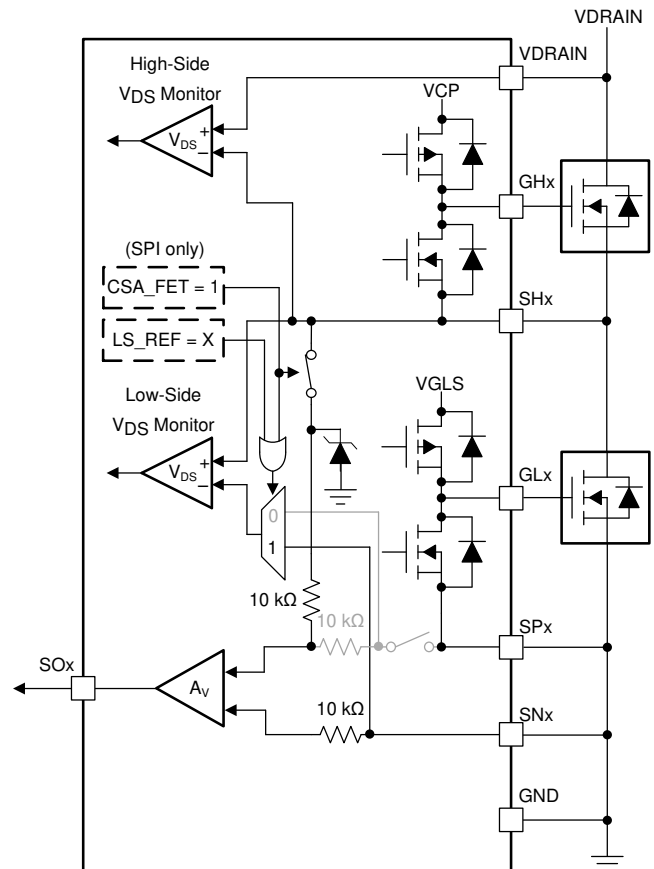 VDRAIN
VDRAIN
High-Side
VDS Monitor
VCP
VDS
+
−
GHx
(SPI only)
CSA_FET = 1
SHx
LS_REF = X
Low-Side
VDS Monitor
VGLS
VDS
+
−
GLx
0
1
10 kΩ
10 kΩ
SPx
SOx
AV
10 kΩ
SNx
GND